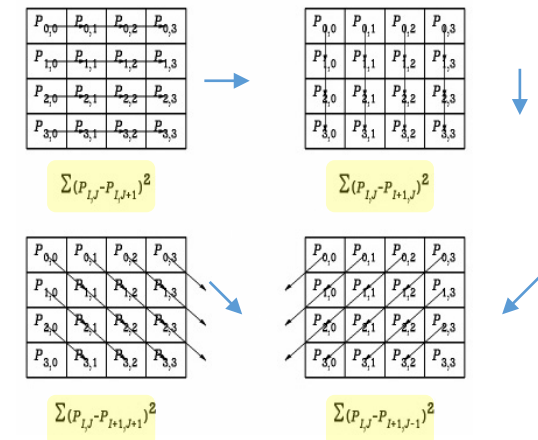 P0,0 P0,1 P0,2 P0,3
P1,0 P1,1 P1,2 P1,3
P2,0 P2,1 P2,2 P2,3
P3,0 P3,1 P3,2 P3,3
∑(PI,J-PI,J+1)²
P0,0 P0,1 P0,2 P0,3
P1,0 P1,1 P1,2 P1,3
P2,0 P2,1 P2,2 P2,3
P3,0 P3,1 P3,2 P3,3
∑(PI,J-PI+1,J)²
P0,0 P0,1 P0,2 P0,3
P1,0 P1,1 P1,2 P1,3
P2,0 P2,1 P2,2 P2,3
P3,0 P3,1 P3,2 P3,3
∑(PI,J-PI+1,J+1)²
P0,0 P0,1 P0,2 P0,3
P1,0 P1,1 P1,2 P1,3
P2,0 P2,1 P2,2 P2,3
P3,0 P3,1 P3,2 P3,3
∑(PI,J-PI+1,J-1)²